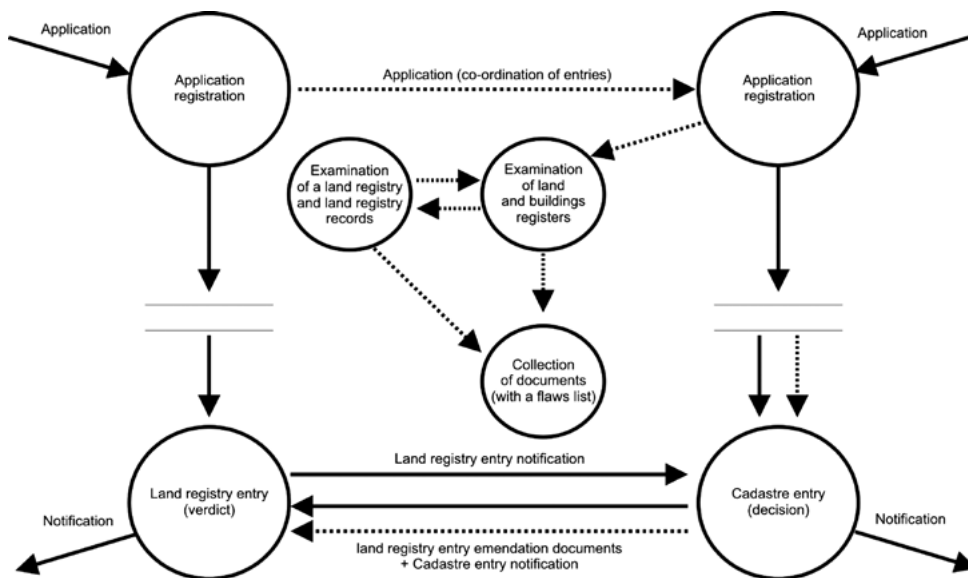 Application
Application
Application
registration
Application (co-ordination of entries)
Application
registration
Examination
of a land registry
and land registry
records
Examination
of land
and buildings
registers
Collection
of documents
(with a flaws list)
Land registry entry notification
Land registry entry
(verdict)
Cadastre entry
(decision)
Notification
Notification
land registry entry emendation documents
+ Cadastre entry notification